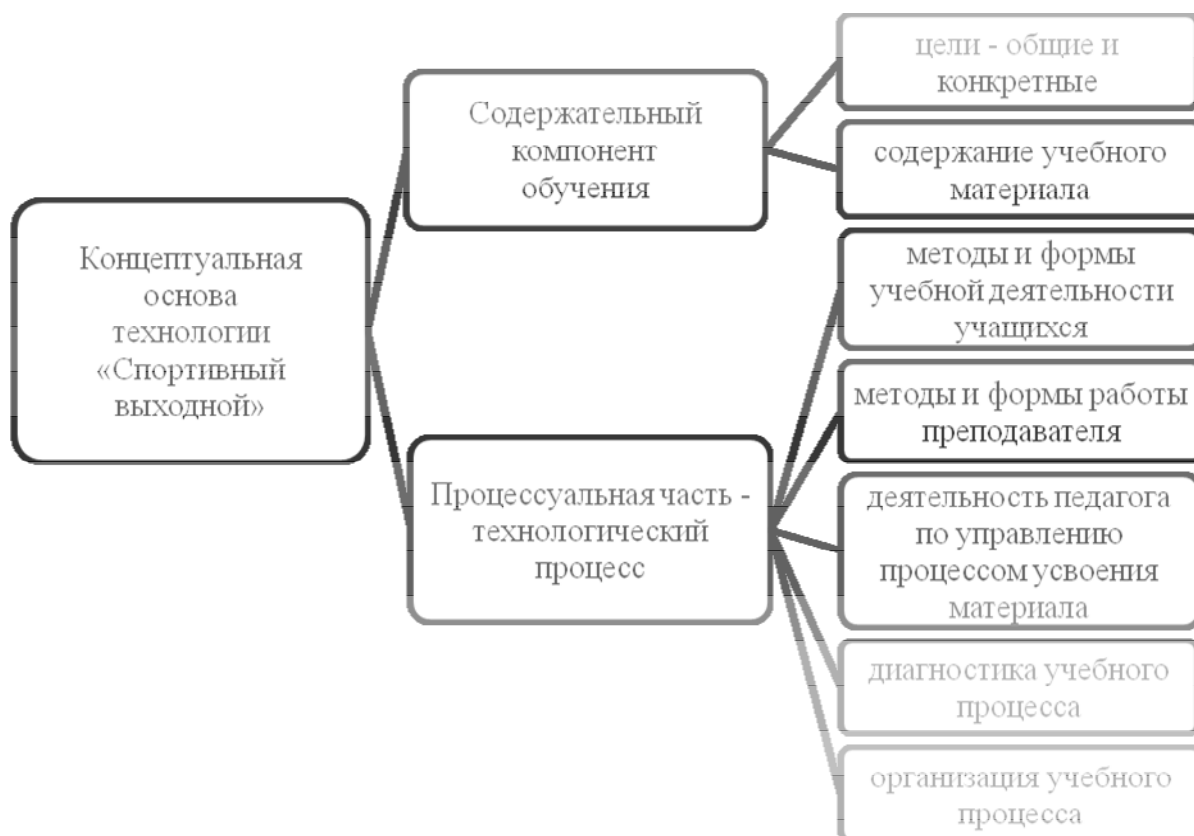 Концептуальная
основа
технологии
«Спортивный
выходной»
Содержательный
компонент
обучения
цели - общие и
конкретные
содержание учебного
материала
Процессуальная часть -
технологический
процесс
методы и формы
учебной деятельности
учащихся
методы и формы работы
преподавателя
деятельность педагога
по управлению
процессом усвоения
материала
диагностика учебного
процесса
организация учебного
процесса